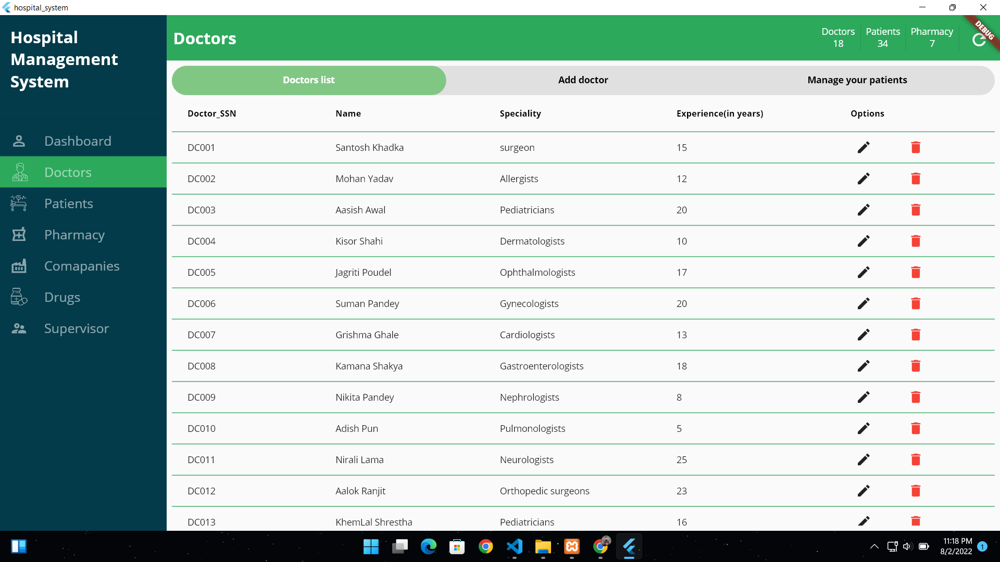 hospital_system
Hospital
Management
System
Dashboard
Doctors
Patients
Pharmacy
Comapanies
Drugs
Supervisor
Doctors
Doctors Patients Pharmacy
18 34 7
DEBUG
Doctors list Add doctor Manage your patients
Doctor_SSN Name Speciality Experience(in years) Options
DC001 Santosh Khadka surgeon 15
DC002 Mohan Yadav Allergists 12
DC003 Aasish Awal Pediatricians 20
DC004 Kisor Shahi Dermatologists 10
DC005 Jagriti Poudel Ophthalmologists 17
DC006 Suman Pandey Gynecologists 20
DC007 Grishma Ghale Cardiologists 13
DC008 Kamana Shakya Gastroenterologists 18
DC009 Nikita Pandey Nephrologists 8
DC010 Adish Pun Pulmonologists 5
DC011 Nirali Lama Neurologists 25
DC012 Aalok Ranjit Orthopedic surgeons 23
DC013 KhemLal Shrestha Pediatricians 16
11:18 PM
8/2/2022
1